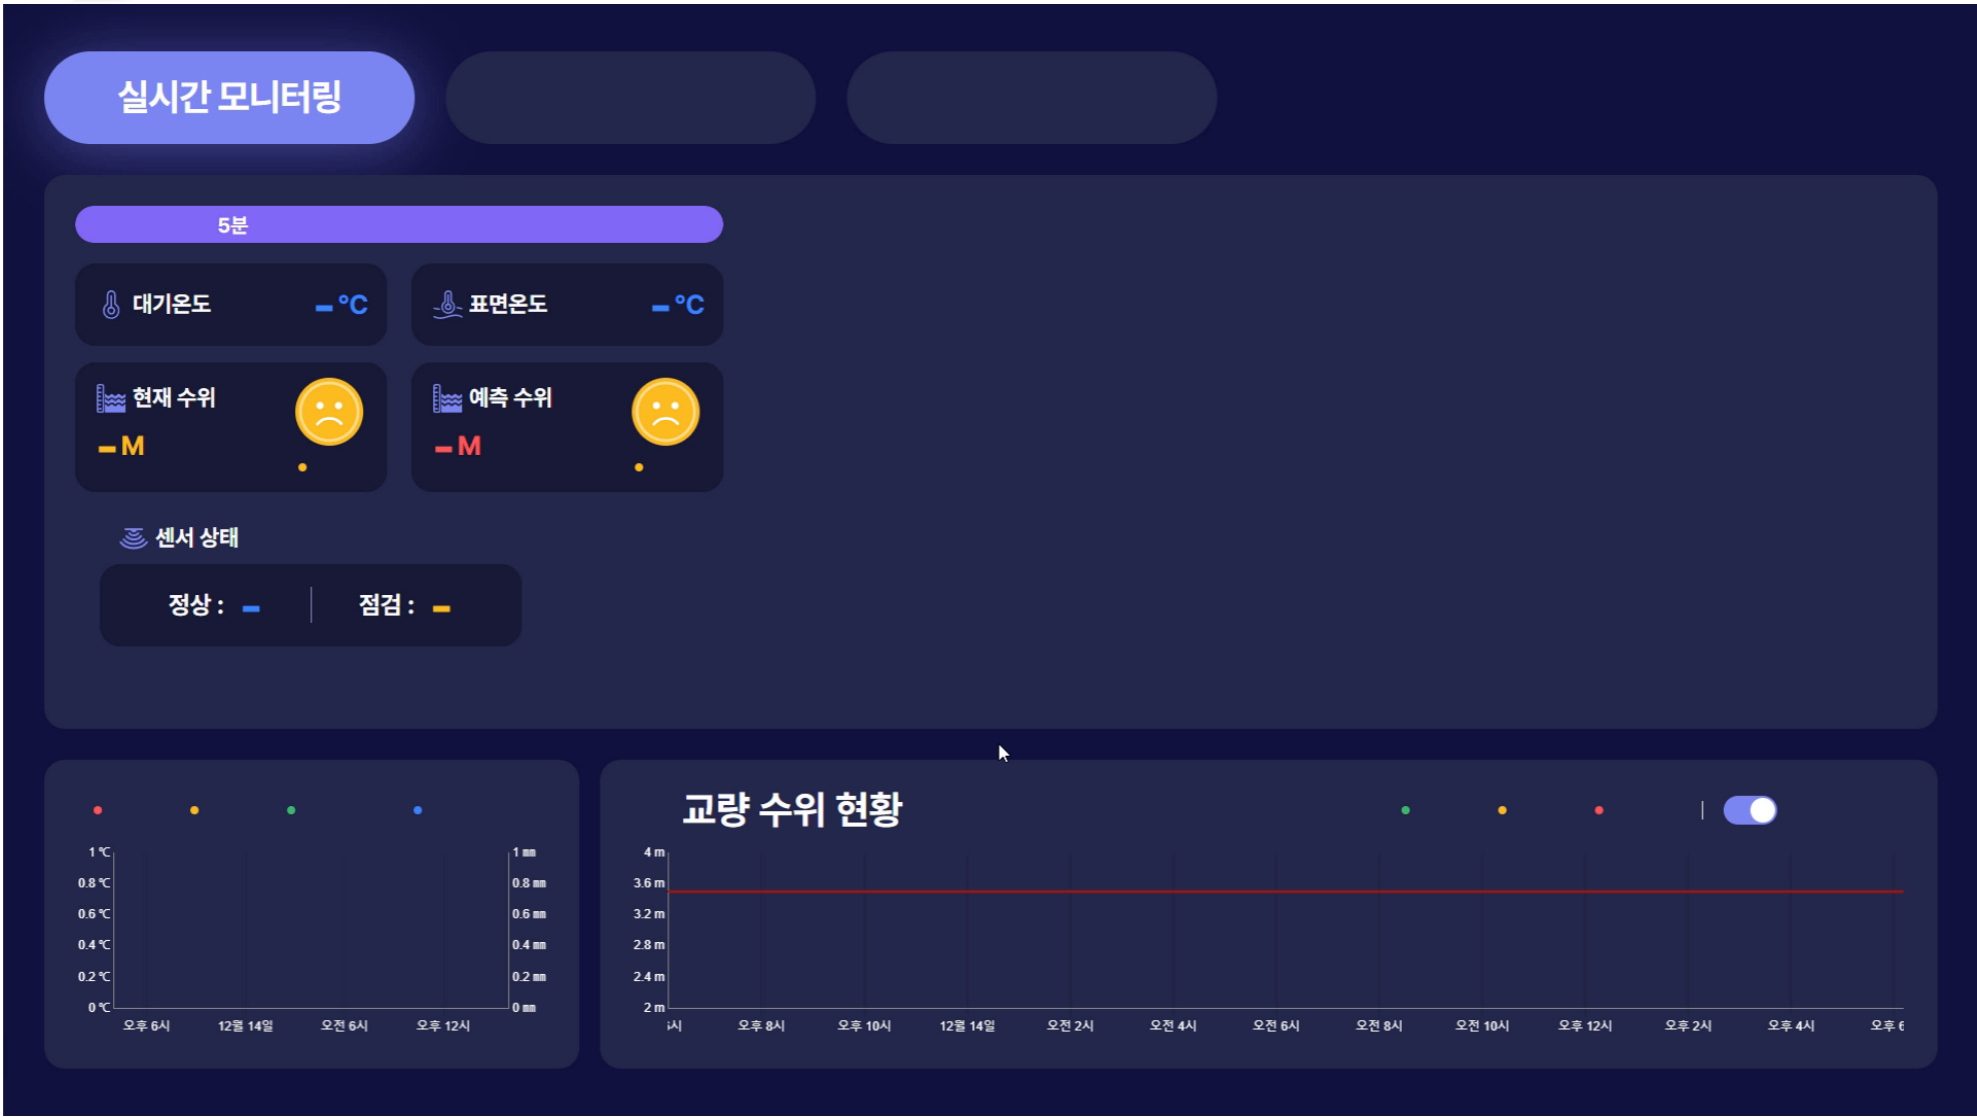 실시간 모니터링
5분
대기온도 - °C
표면온도 - °C
현재 수위
- M
예측 수위
- M
센서 상태
정상 : -
점검 : -
1 ℃
0.8 ℃
0.6 ℃
0.4 ℃
0.2 ℃
0 ℃
1 ㎜
0.8 ㎜
0.6 ㎜
0.4 ㎜
0.2 ㎜
0 ㎜
오후 6시 12월 14일 오전 6시 오후 12시
교량 수위 현황
4 m
3.6 m
3.2 m
2.8 m
2.4 m
2 m
시 오후 8시 오후 10시 12월 14일 오전 2시 오전 4시 오전 6시 오전 8시 오전 10시 오후 12시 오후 2시 오후 4시 오후 6